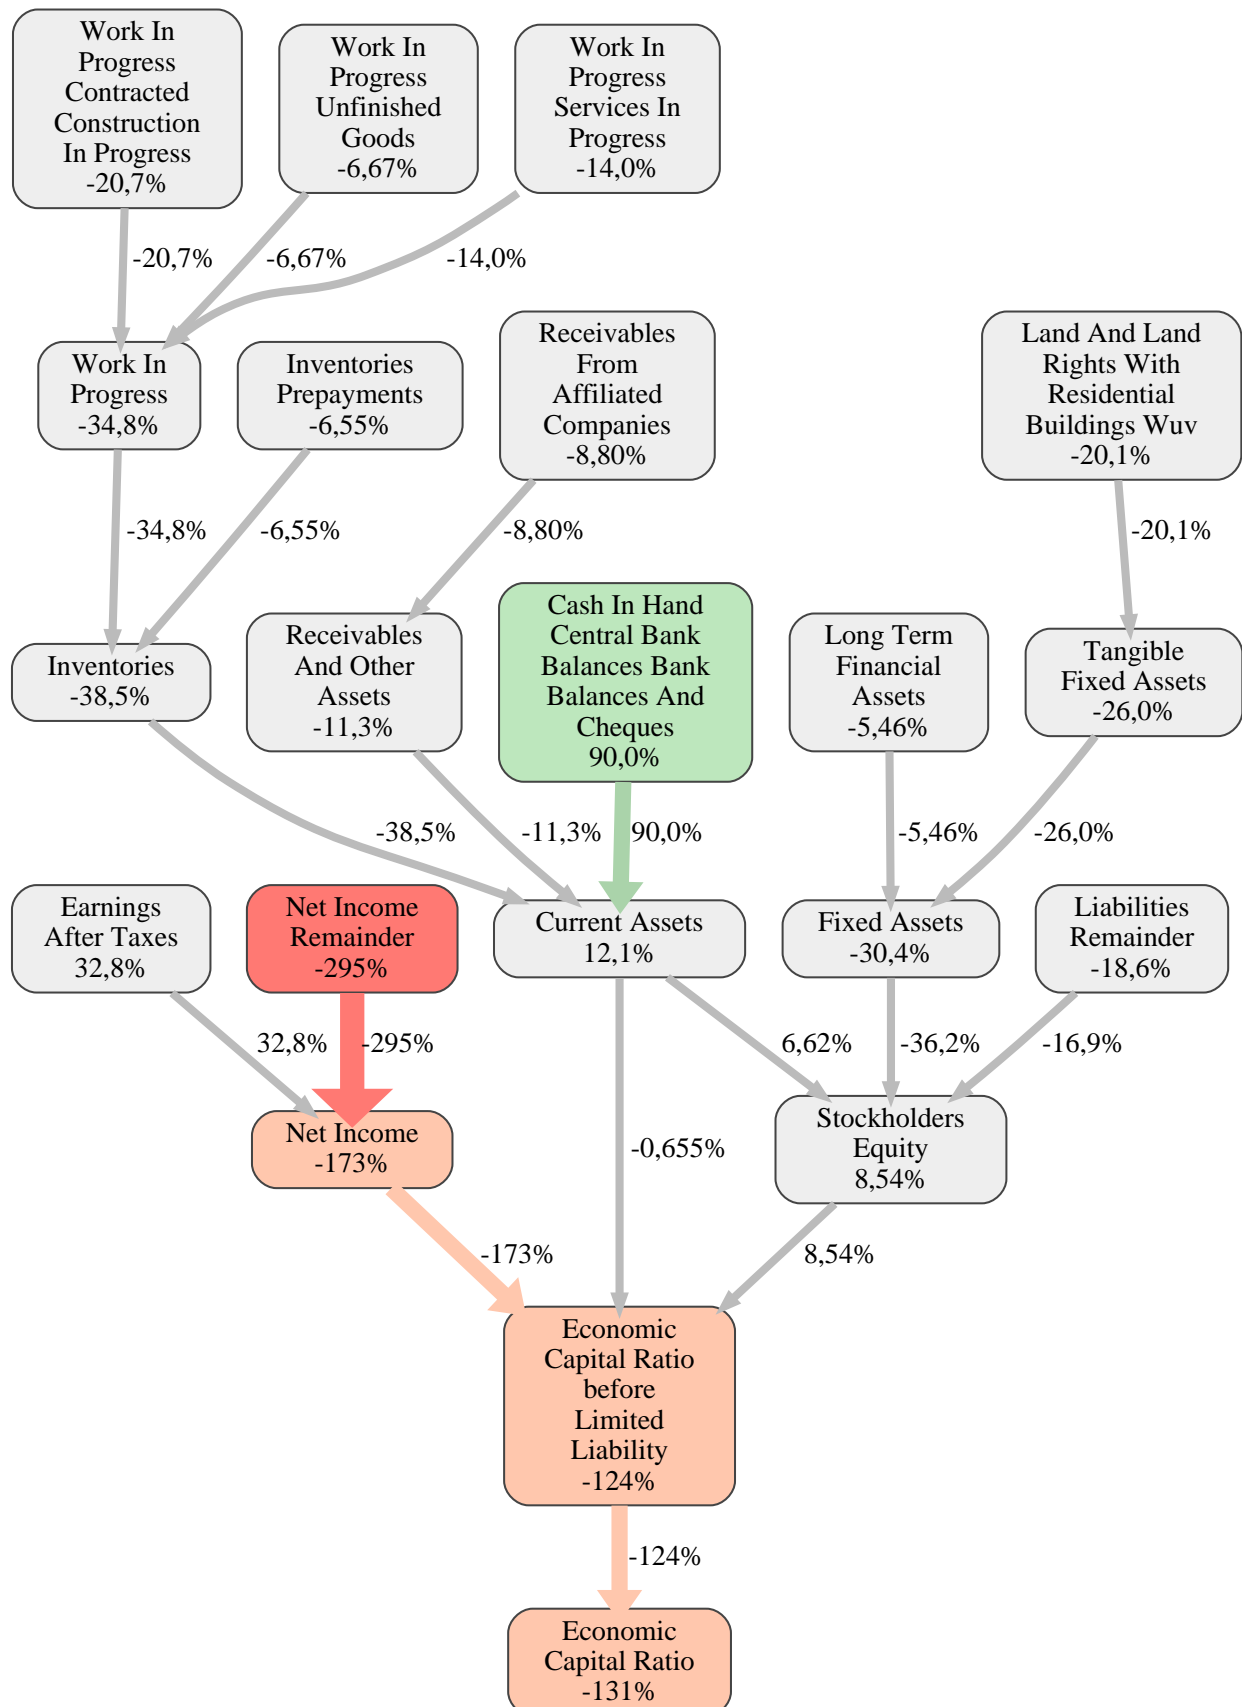 Work In
Progress
Contracted
Construction
In Progress
-20,7%
Work In
Progress
Unfinished
Goods
-6,67%
Work In
Progress
Services In
Progress
-14,0%
-20,7%
-6,67%
-14,0%
Work In
Progress
-34,8%
Inventories
Prepayments
-6,55%
Receivables
From
Affiliated
Companies
-8,80%
Land And Land
Rights With
Residential
Buildings Wuv
-20,1%
-34,8%
-6,55%
-8,80%
-20,1%
Inventories
-38,5%
Receivables
And Other
Assets
-11,3%
Cash In Hand
Central Bank
Balances Bank
Balances And
Cheques
90,0%
Long Term
Financial
Assets
-5,46%
Tangible
Fixed Assets
-26,0%
-38,5%
-11,3%
90,0%
-5,46%
-26,0%
Earnings
After Taxes
32,8%
Net Income
Remainder
-295%
Current Assets
12,1%
Fixed Assets
-30,4%
Liabilities
Remainder
-18,6%
32,8%
-295%
6,62%
-36,2%
-16,9%
Net Income
-173%
-0,655%
Stockholders
Equity
8,54%
-173%
8,54%
Economic
Capital Ratio
before
Limited
Liability
-124%
-124%
Economic
Capital Ratio
-131%